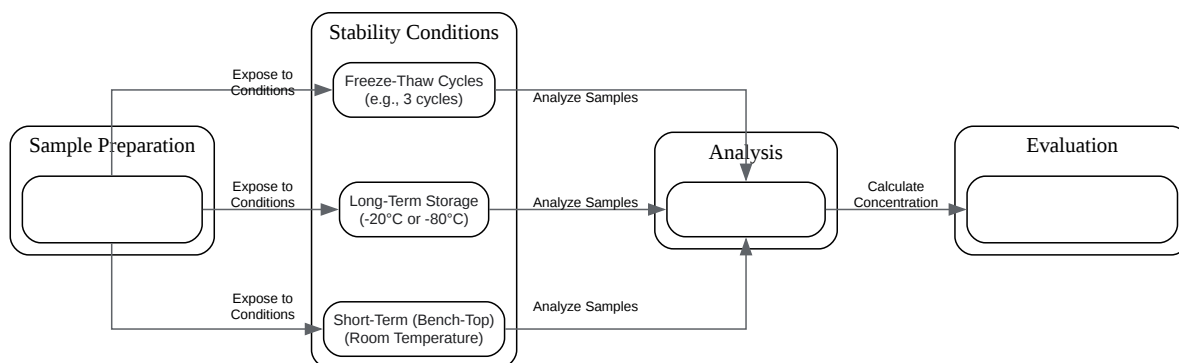 Stability Conditions
Expose to
Conditions
Freeze-Thaw Cycles
(e.g., 3 cycles)
Analyze Samples
Sample Preparation
Analysis
Evaluation
Expose to
Conditions
Long-Term Storage
(-20°C or -80°C)
Analyze Samples
Calculate
Concentration
Expose to
Conditions
Short-Term (Bench-Top)
(Room Temperature)
Analyze Samples